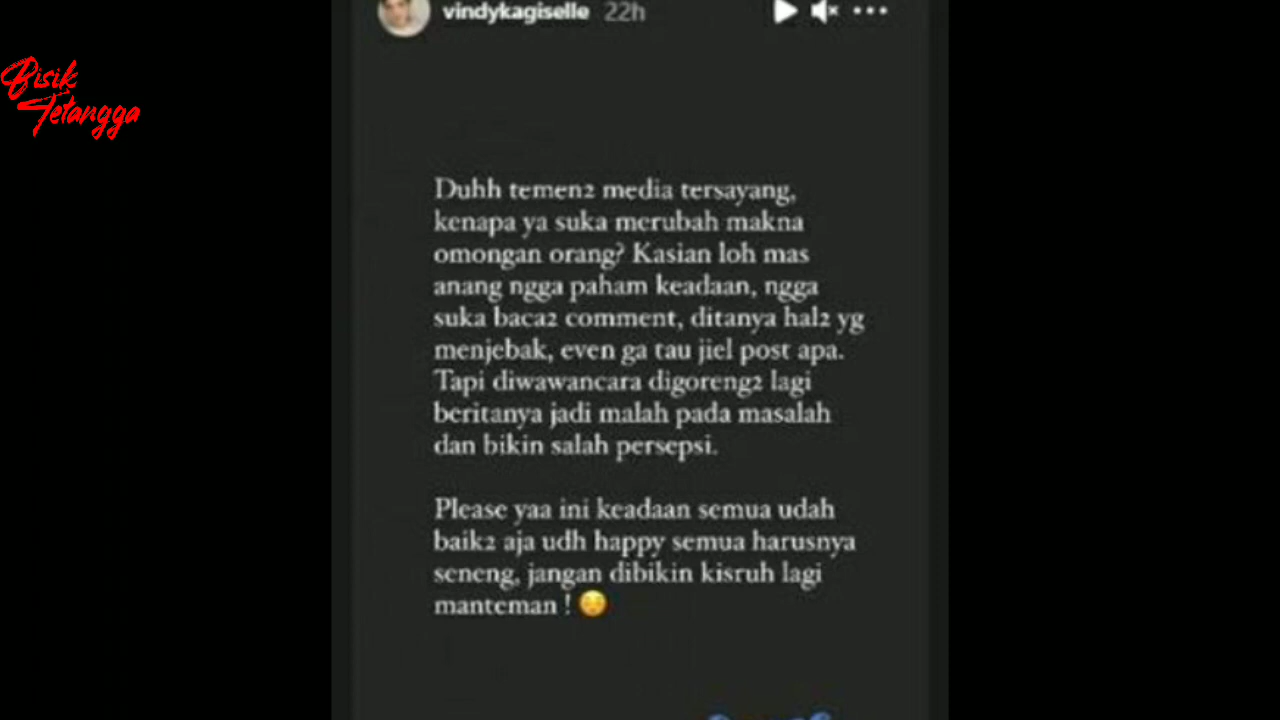 vindykagiselle 22h
Bisik
Tetangga
Duhh temen2 media tersayang,
kenapa ya suka merubah makna
omongan orang? Kasian loh mas
anang ngga paham keadaan, ngga
suka baca2 comment, ditanya hal2 yg
menjebak, even ga tau jiel post apa.
Tapi diwawancara digoreng2 lagi
beritanya jadi malah pada masalah
dan bikin salah persepsi.
Please yaa ini keadaan semua udah
baik2 aja udh happy semua harusnya
seneng, jangan dibikin kisruh lagi
manteman ! ☺️